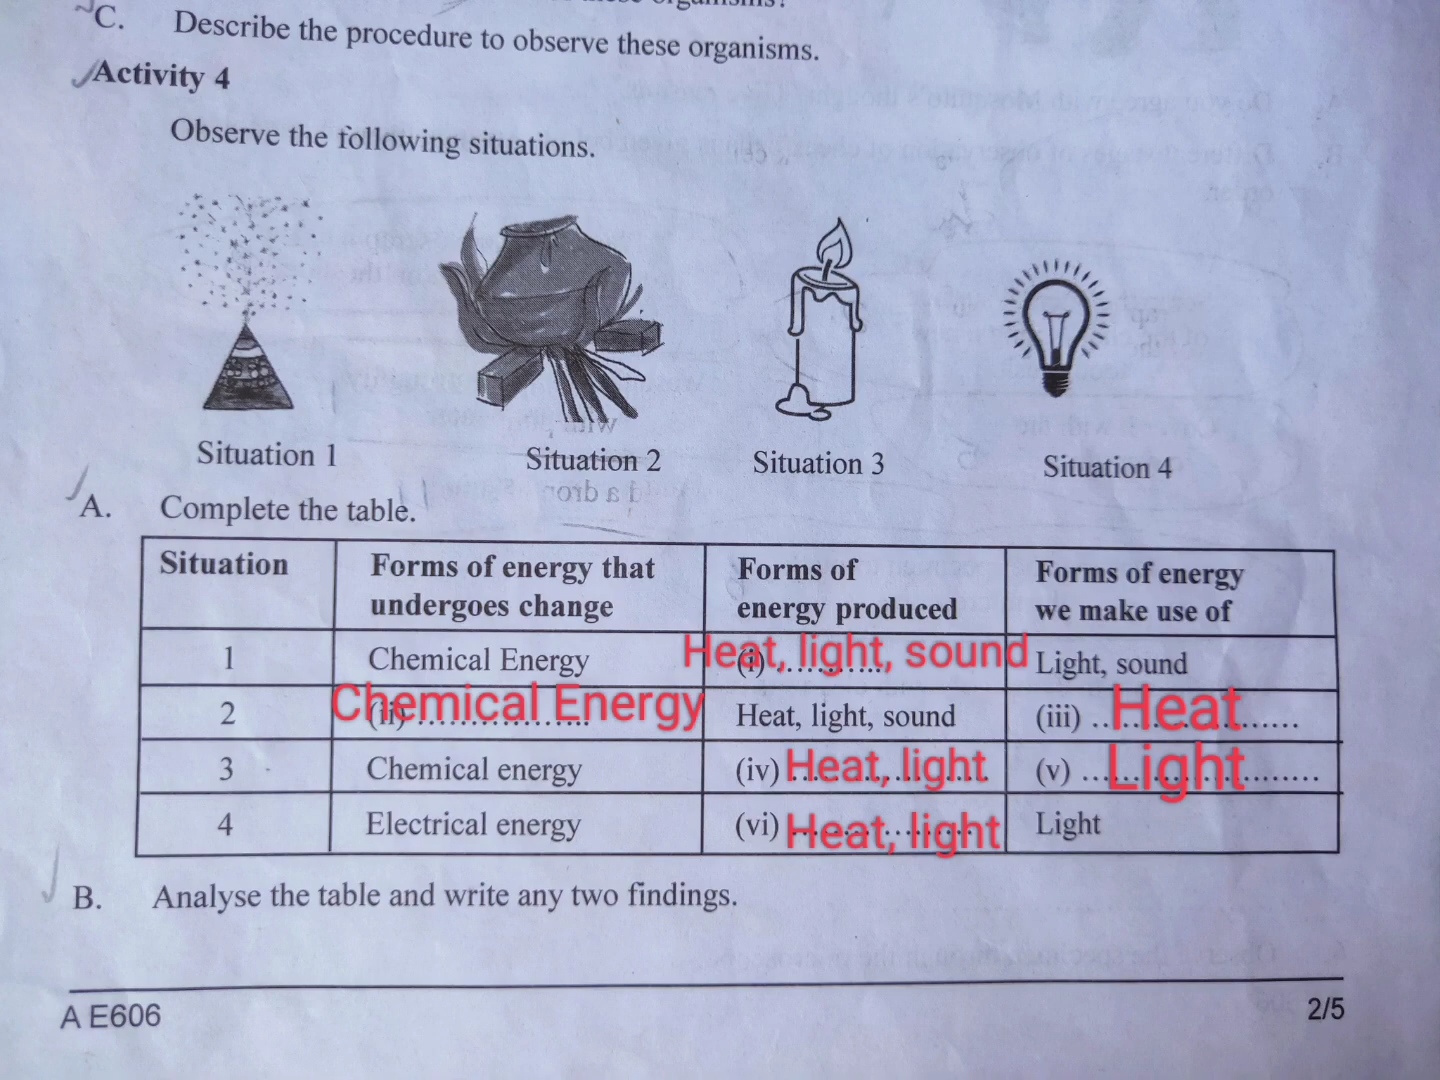 C. Describe the procedure to observe these organisms.
Activity 4
Observe the following situations.
Situation 1 Situation 2 Situation 3 Situation 4
A. Complete the table.
Situation Forms of energy that undergoes change Forms of energy produced Forms of energy we make use of
1 Chemical Energy (i) Heat, light, sound Light, sound
2 (ii) Chemical Energy Heat, light, sound (iii) Heat
3 Chemical energy (iv) Heat, light (v) Light
4 Electrical energy (vi) Heat, light Light
B. Analyse the table and write any two findings.
A E606 2/5